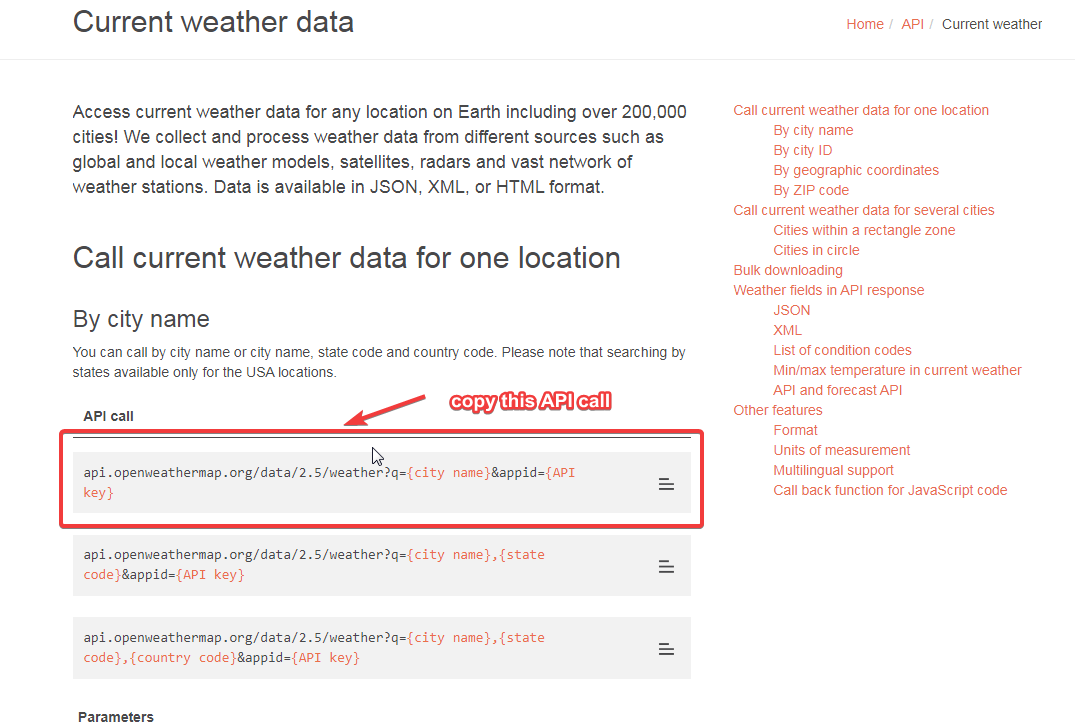 Current weather data
Home / API / Current weather
Access current weather data for any location on Earth including over 200,000
cities! We collect and process weather data from different sources such as
global and local weather models, satellites, radars and vast network of
weather stations. Data is available in JSON, XML, or HTML format.
Call current weather data for one location
By city name
You can call by city name or city name, state code and country code. Please note that searching by
states available only for the USA locations.
copy this API call
API call
api.openweathermap.org/data/2.5/weather?q={city name}&appid={API
key}
api.openweathermap.org/data/2.5/weather?q={city name},{state
code}&appid={API key}
api.openweathermap.org/data/2.5/weather?q={city name},{state
code},{country code}&appid={API key}
Parameters
Call current weather data for one location
By city name
By city ID
By geographic coordinates
By ZIP code
Call current weather data for several cities
Cities within a rectangle zone
Cities in circle
Bulk downloading
Weather fields in API response
JSON
XML
List of condition codes
Min/max temperature in current weather
API and forecast API
Other features
Format
Units of measurement
Multilingual support
Call back function for JavaScript code